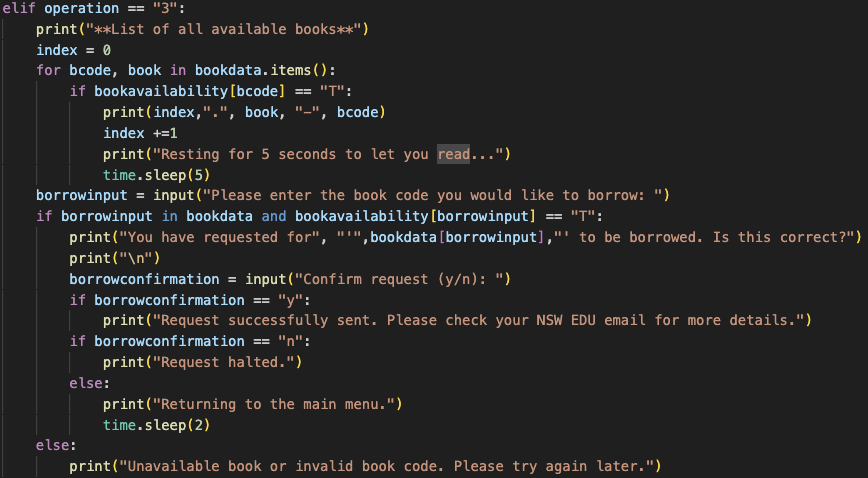 elif operation == "3":
    print("**List of all available books**")
    index = 0
    for bcode, book in bookdata.items():
        if bookavailability[bcode] == "T":
            print(index,".", book, "-", bcode)
            index +=1
            print("Resting for 5 seconds to let you read...")
            time.sleep(5)
    borrowinput = input("Please enter the book code you would like to borrow: ")
    if borrowinput in bookdata and bookavailability[borrowinput] == "T":
        print("You have requested for", "'",bookdata[borrowinput],"' to be borrowed. Is this correct?")
        print("\n")
        borrowconfirmation = input("Confirm request (y/n): ")
        if borrowconfirmation == "y":
            print("Request successfully sent. Please check your NSW EDU email for more details.")
        if borrowconfirmation == "n":
            print("Request halted.")
        else:
            print("Returning to the main menu.")
            time.sleep(2)
    else:
        print("Unavailable book or invalid book code. Please try again later.")